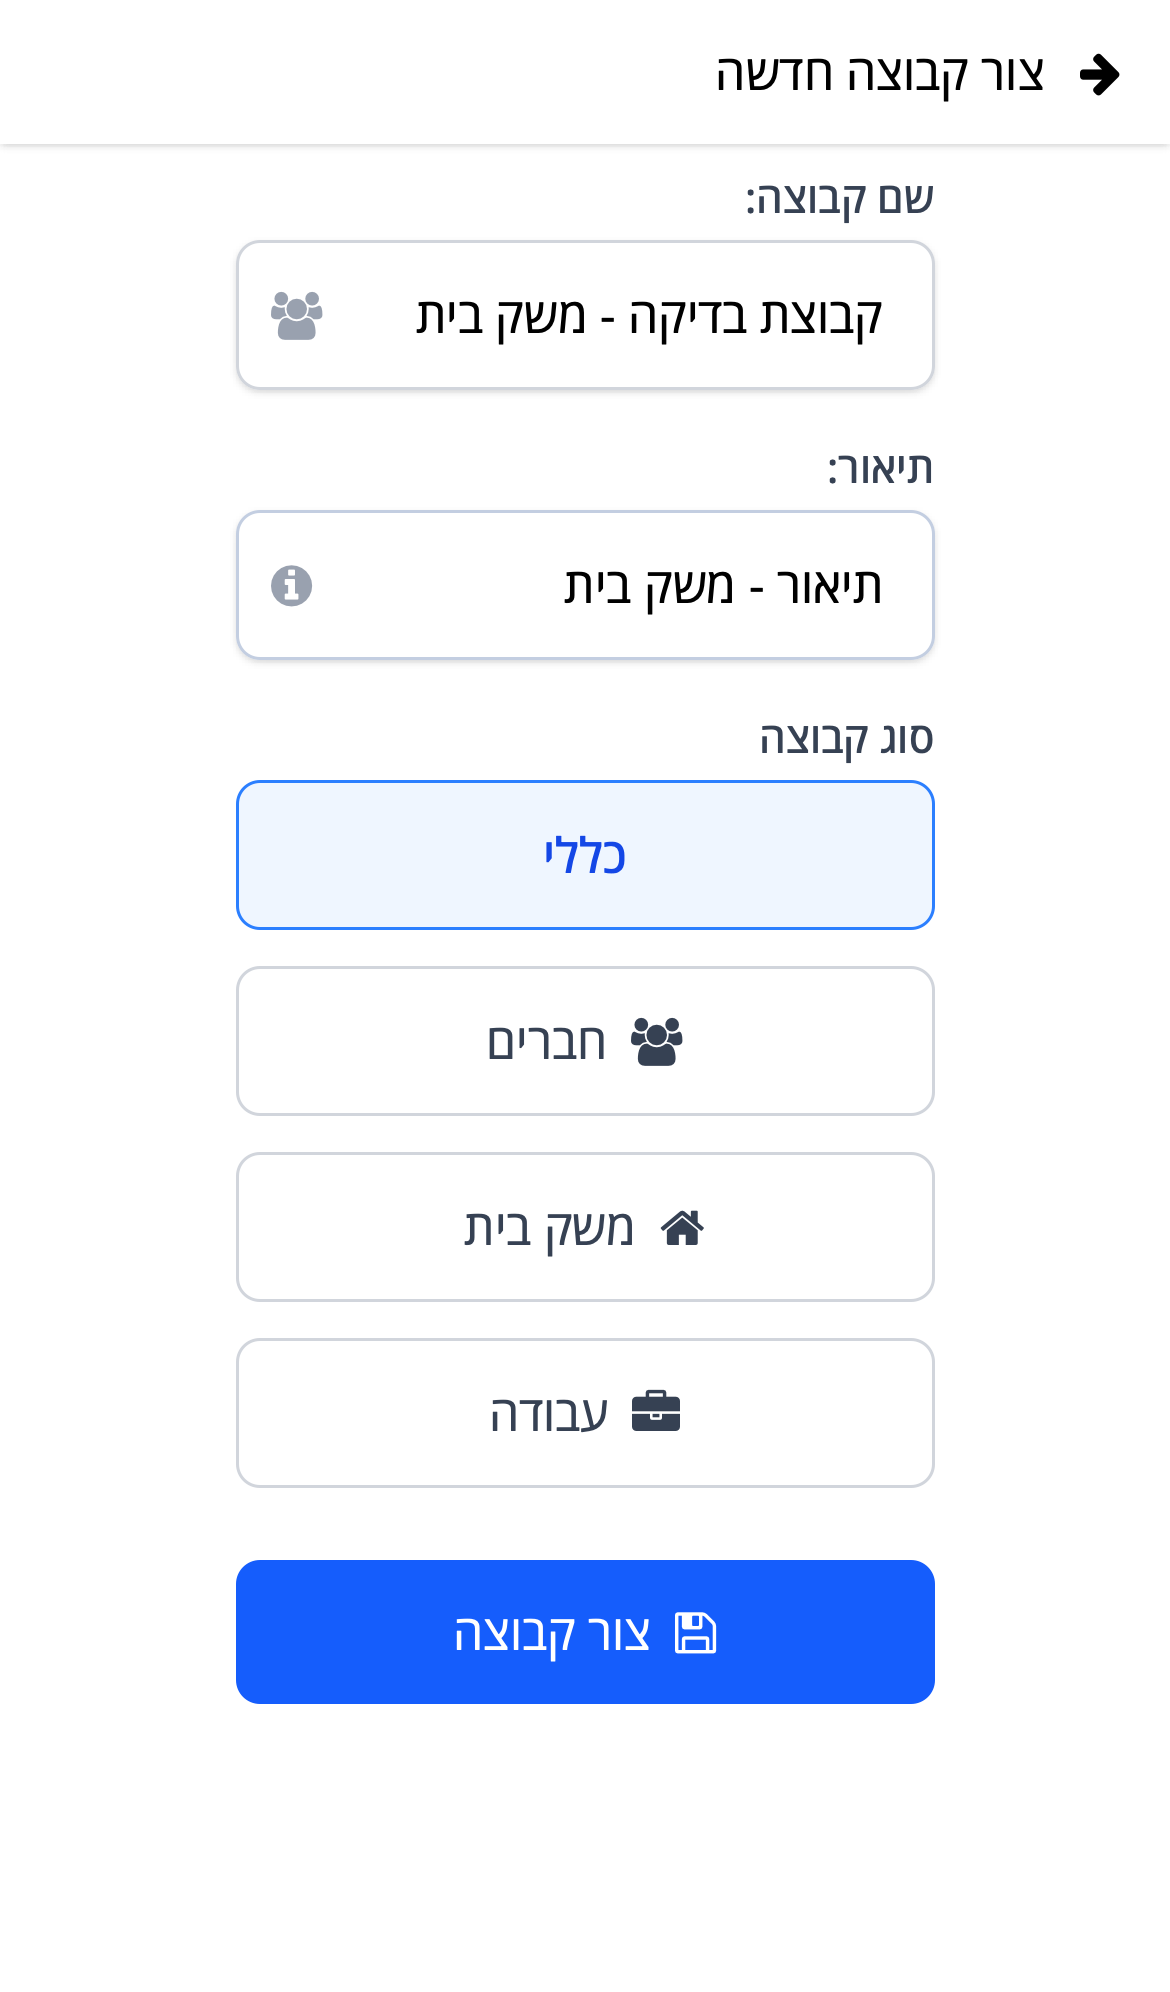 צור קבוצה חדשה
שם קבוצה:
קבוצת בדיקה - משק בית
תיאור:
תיאור - משק בית
סוג קבוצה
כללי
חברים
משק בית
עבודה
צור קבוצה